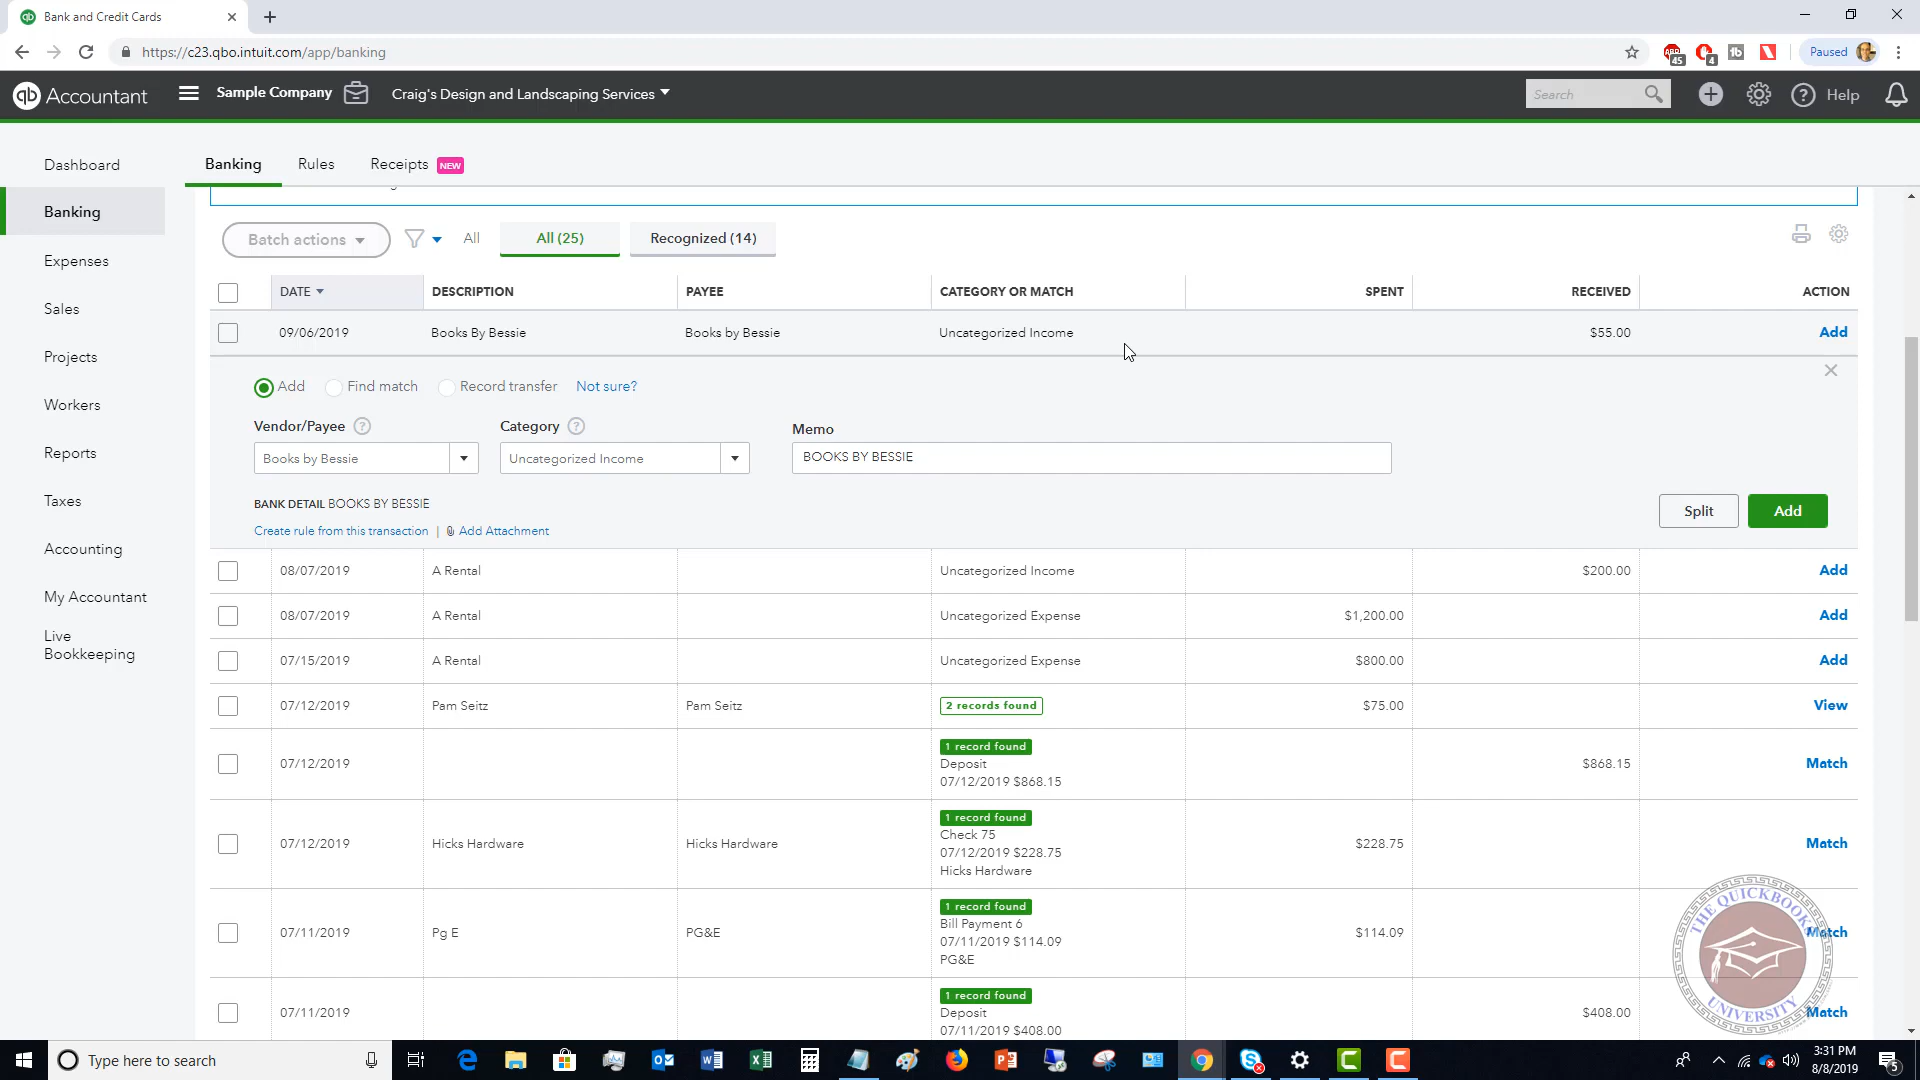 Bank and Credit Cards
https://c23.qbo.intuit.com/app/banking
45
4
Paused
qb Accountant
Sample Company
Craig's Design and Landscaping Services
Search
Help
Dashboard
Banking
Expenses
Sales
Projects
Workers
Reports
Taxes
Accounting
My Accountant
Live
Bookkeeping
Banking Rules Receipts NEW
Batch actions All All (25) Recognized (14)
DATE DESCRIPTION PAYEE CATEGORY OR MATCH SPENT RECEIVED ACTION
09/06/2019 Books By Bessie Books by Bessie Uncategorized Income $55.00 Add
Add Find match Record transfer Not sure?
Vendor/Payee ? Category ? Memo
Books by Bessie Uncategorized Income BOOKS BY BESSIE
BANK DETAIL BOOKS BY BESSIE
Create rule from this transaction | Add Attachment
Split Add
08/07/2019 A Rental Uncategorized Income $200.00 Add
08/07/2019 A Rental Uncategorized Expense $1,200.00 Add
07/15/2019 A Rental Uncategorized Expense $800.00 Add
07/12/2019 Pam Seitz Pam Seitz 2 records found $75.00 View
1 record found
07/12/2019 Deposit $868.15 Match
07/12/2019 $868.15
1 record found
Check 75
07/12/2019 Hicks Hardware Hicks Hardware 07/12/2019 $228.75 $228.75 Match
Hicks Hardware
1 record found
Bill Payment 6
07/11/2019 Pg E PG&E 07/11/2019 $114.09 $114.09 Match
PG&E
1 record found
07/11/2019 Deposit $408.00 Match
07/11/2019 $408.00
THE QUICKBOOKS
UNIVERSITY
Type here to search
3:31 PM
8/8/2019
5